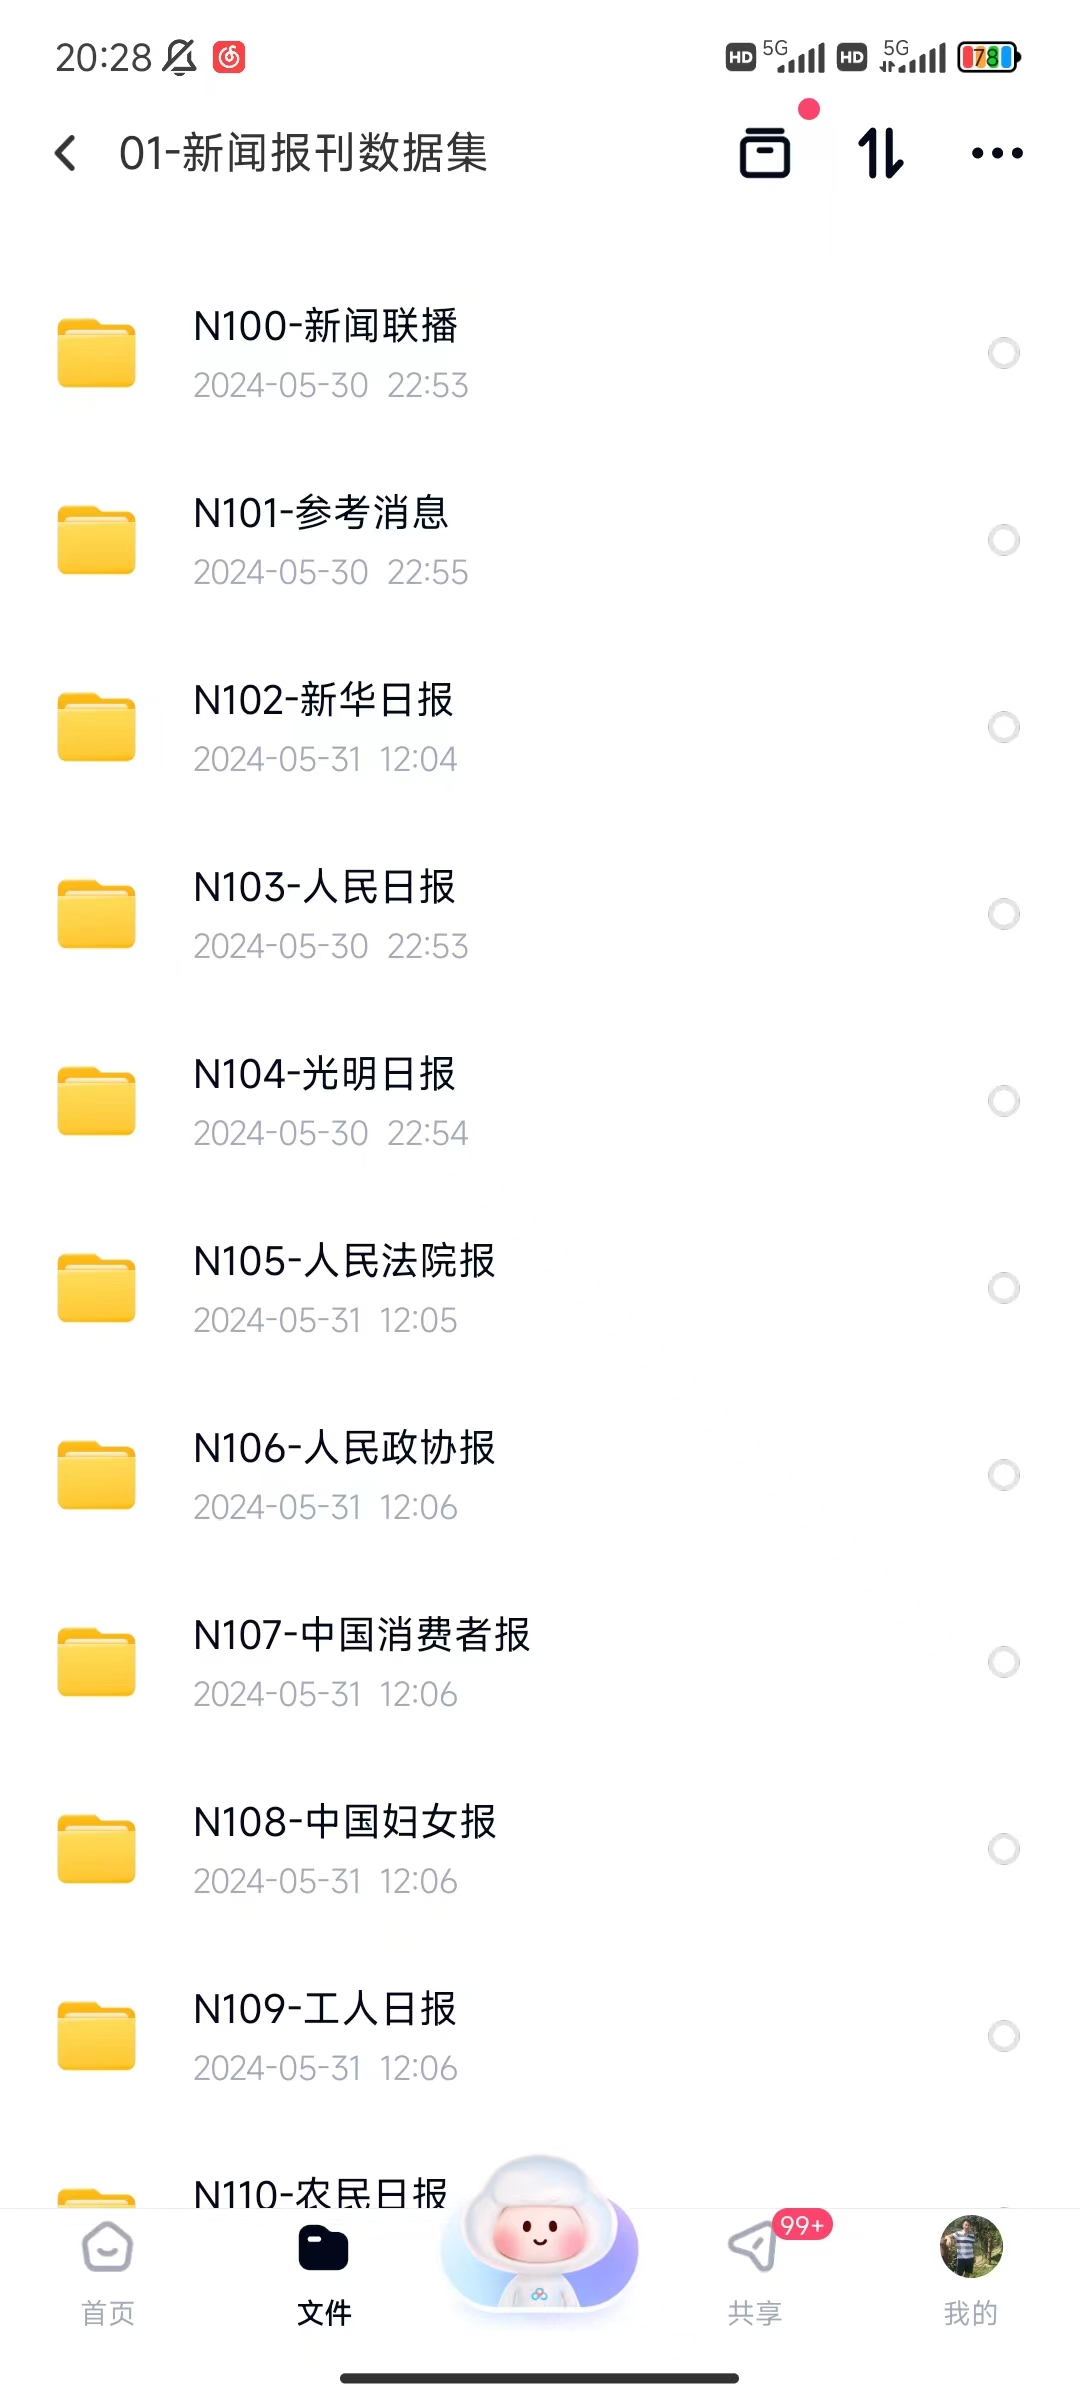 20:28 HD 5G HD 5G 78
01-新闻报刊数据集
N100-新闻联播
2024-05-30 22:53
N101-参考消息
2024-05-30 22:55
N102-新华日报
2024-05-31 12:04
N103-人民日报
2024-05-30 22:53
N104-光明日报
2024-05-30 22:54
N105-人民法院报
2024-05-31 12:05
N106-人民政协报
2024-05-31 12:06
N107-中国消费者报
2024-05-31 12:06
N108-中国妇女报
2024-05-31 12:06
N109-工人日报
2024-05-31 12:06
N110-农民日报
99+
首页 文件 共享 我的